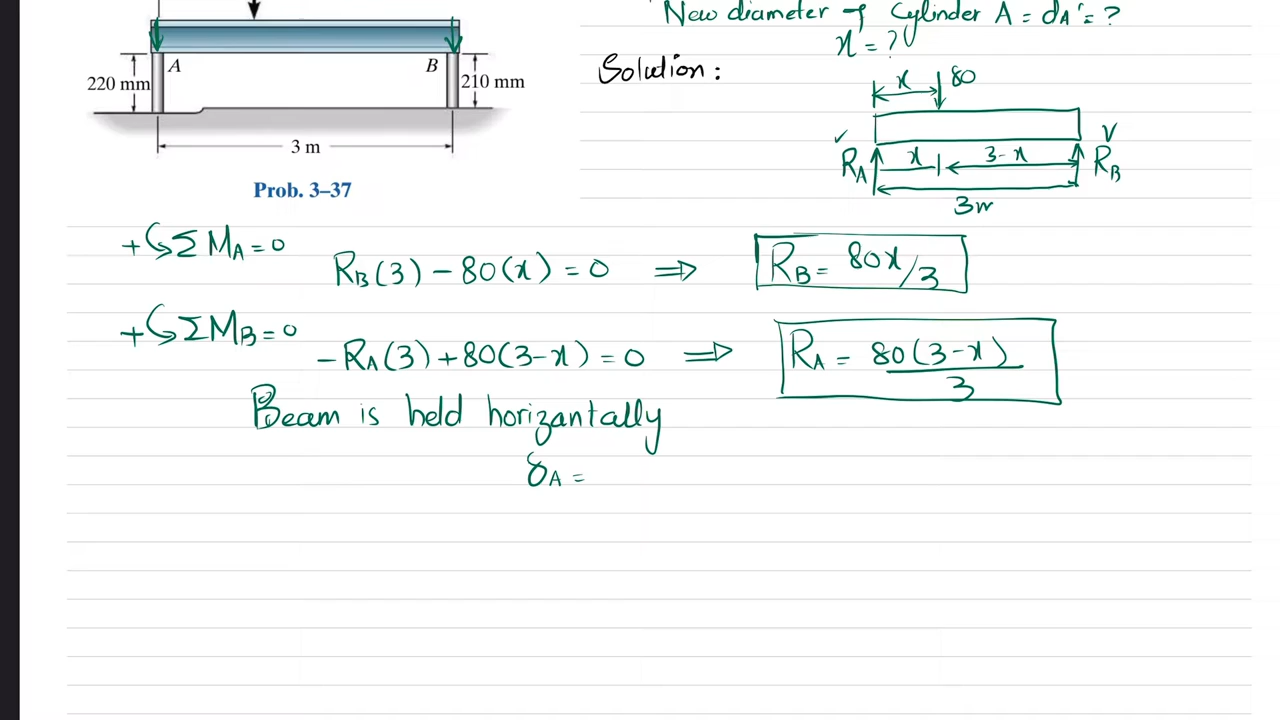 New diameter of Cylinder A = dA' = ?
x = ?
Solution:
x 80
A B
220 mm 210 mm
RA x 3-x RB
3 m
3m
Prob. 3–37
+ ΣMA = 0
RB(3) - 80(x) = 0 ⇒ RB = 80x/3
+ ΣMB = 0
-RA(3) + 80(3-x) = 0 ⇒ RA = 80(3-x)
3
Beam is held horizantally
δA =